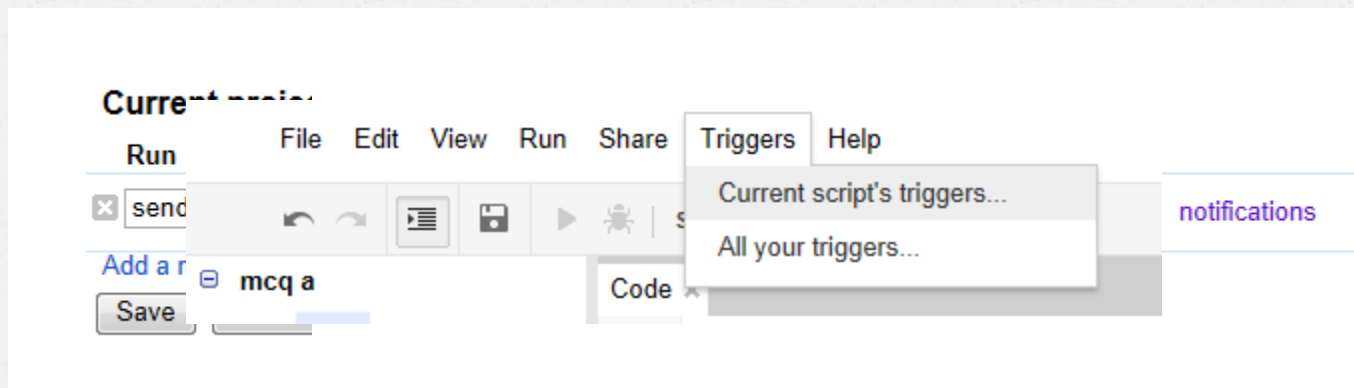 Current
Run
File Edit View Run Share Triggers Help
send
Current script's triggers...
notifications
All your triggers...
Add a
mcq a
Code
Save